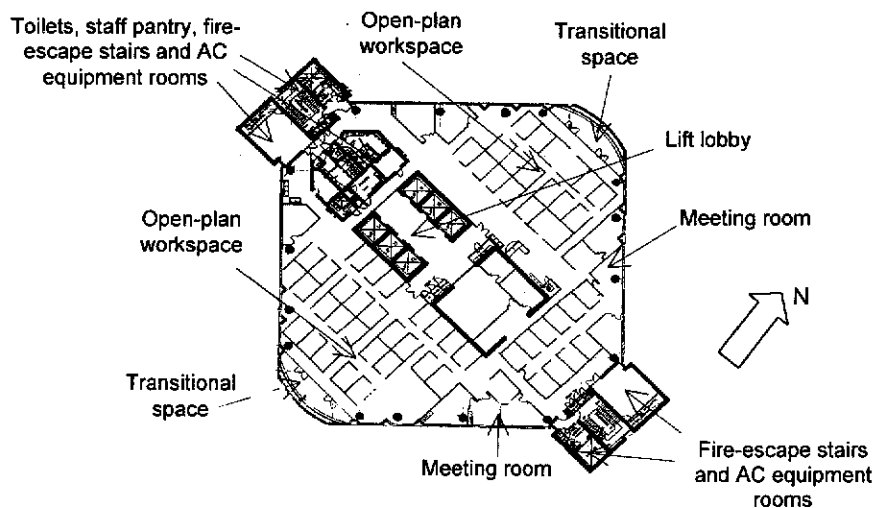 Toilets, staff pantry, fire-
escape stairs and AC
equipment rooms
Open-plan
workspace
Transitional
space
Lift lobby
Open-plan
workspace
Meeting room
N
Transitional
space
Meeting room
Fire-escape stairs
and AC equipment
rooms